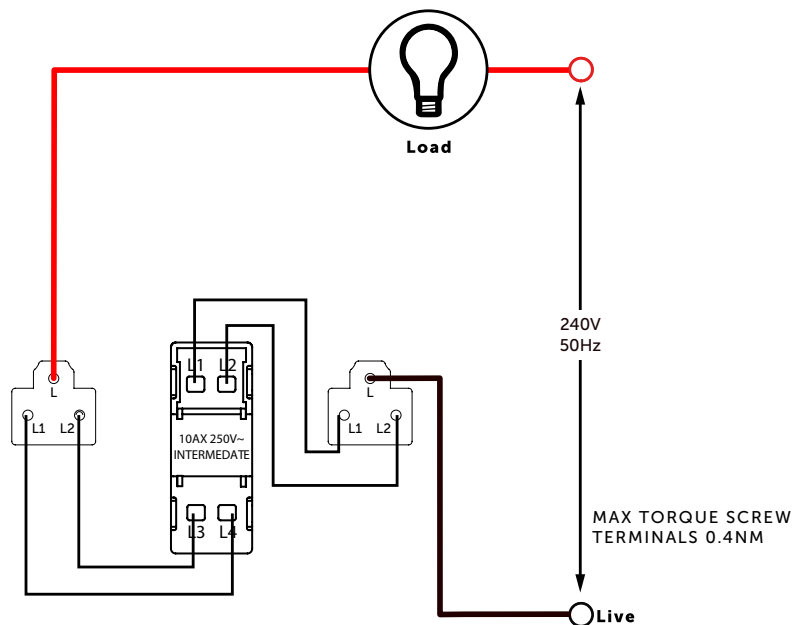 Load
240V
50Hz
L1 L2
L
L1 L2
10AX 250V~
INTERMEDATE
L
L1 L2
L3 L4
MAX TORQUE SCREW
TERMINALS 0.4NM
Live